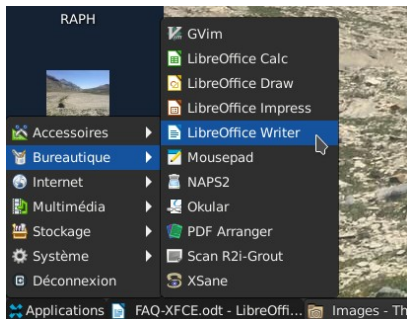 RAPH
GVim
LibreOffice Calc
LibreOffice Draw
LibreOffice Impress
LibreOffice Writer
Mousepad
NAPS2
Okular
PDF Arranger
Scan R2i-Grout
XSane
Accessoires
Bureautique
Internet
Multimédia
Stockage
Système
Déconnexion
Applications
FAQ-XFCE.odt - LibreOffi...
Images - Th